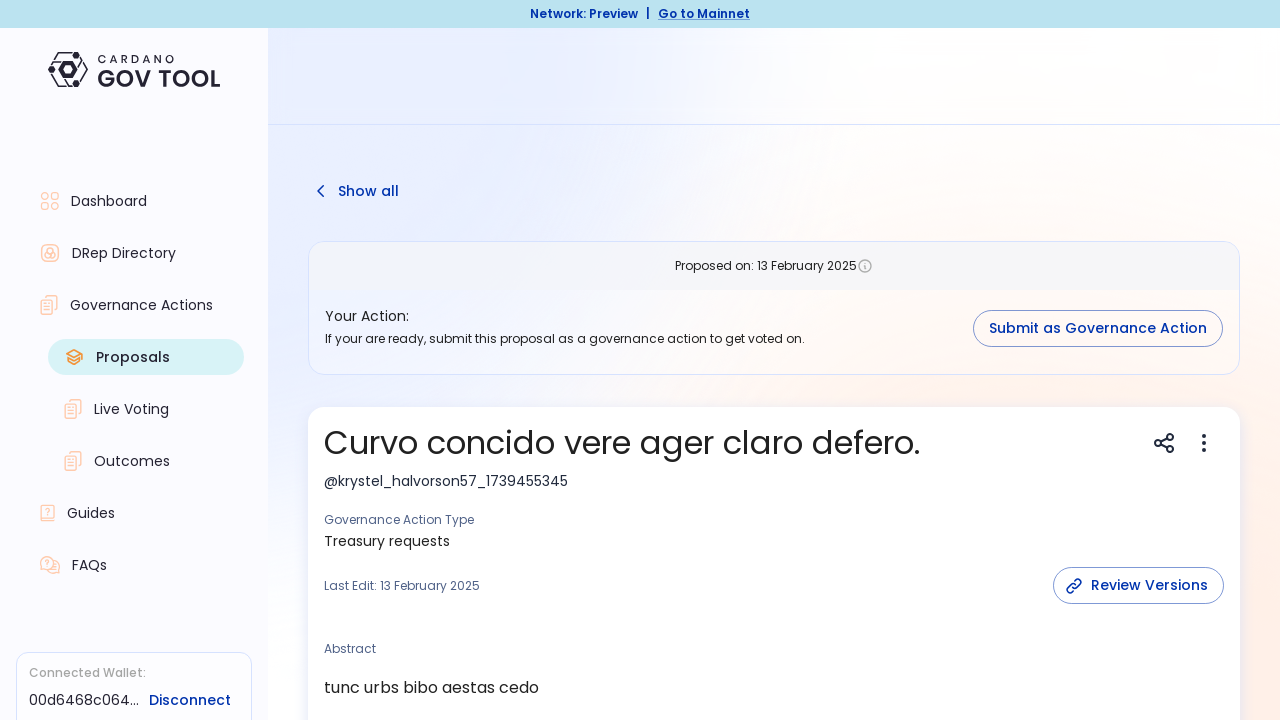 Network: Preview | Go to Mainnet
CARDANO
GOV TOOL
Dashboard
DRep Directory
Governance Actions
Proposals
Live Voting
Outcomes
Guides
FAQs
Connected Wallet:
00d6468c064... Disconnect
Show all
Proposed on: 13 February 2025
Your Action:
If your are ready, submit this proposal as a governance action to get voted on.
Submit as Governance Action
Curvo concido vere ager claro defero.
@krystel_halvorson57_1739455345
Governance Action Type
Treasury requests
Last Edit: 13 February 2025
Review Versions
Abstract
tunc urbs bibo aestas cedo